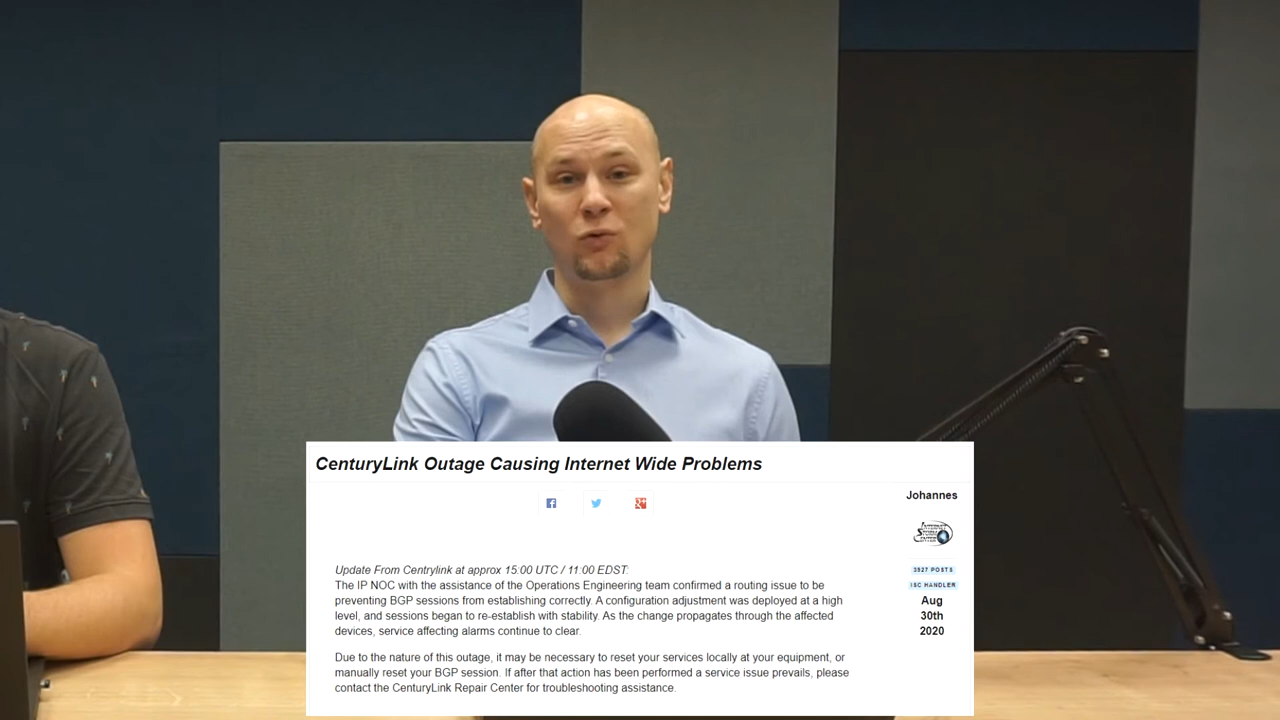 CenturyLink Outage Causing Internet Wide Problems
Johannes
Update From Centrylink at approx 15:00 UTC / 11:00 EDST:
3927 POSTS
The IP NOC with the assistance of the Operations Engineering team confirmed a routing issue to be
ISC HANDLER
preventing BGP sessions from establishing correctly. A configuration adjustment was deployed at a high
Aug
level, and sessions began to re-establish with stability. As the change propagates through the affected
30th
devices, service affecting alarms continue to clear.
2020
Due to the nature of this outage, it may be necessary to reset your services locally at your equipment, or
manually reset your BGP session. If after that action has been performed a service issue prevails, please
contact the CenturyLink Repair Center for troubleshooting assistance.